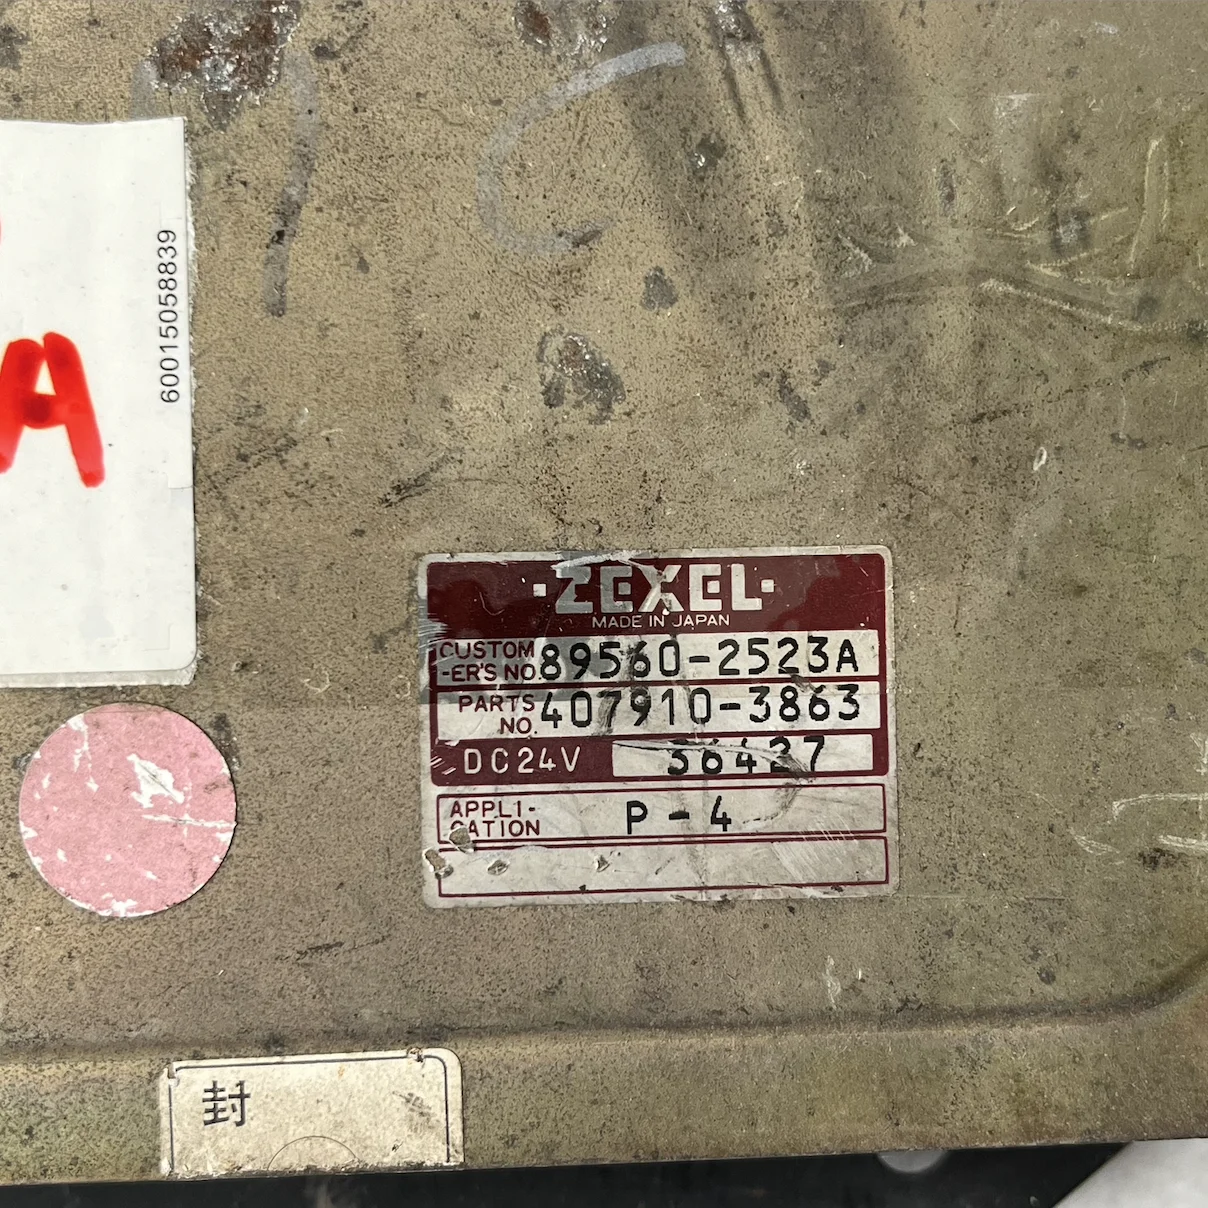 A
60015058839
·ZEXEL·
MADE IN JAPAN
CUSTOM
-ER'S NO. 89560-2523A
PARTS
NO. 407910-3863
DC24V 36427
APPLI-
CATION P-4
封